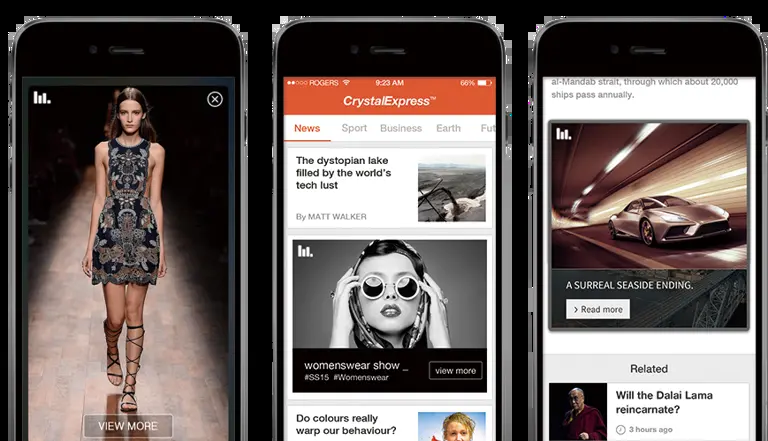 VIEW MORE
ROGERS 9:23 AM 66%
CrystalExpress™
News Sport Business Earth Fut
The dystopian lake
filled by the world's
tech lust
By MATT WALKER
womenswear show _
#SS15 #Womenswear
view more
Do colours really
warp our behaviour?
al-Mandab strait, through which about 20,000
ships pass annually.
A SURREAL SEASIDE ENDING.
> Read more
Related
Will the Dalai Lama
reincarnate?
3 hours ago